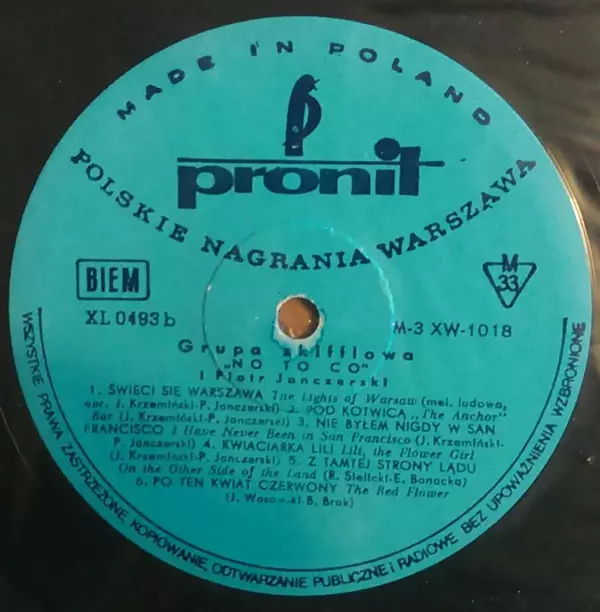 MADE IN POLAND
pronit
POLSKIE NAGRANIA WARSZAWA
BIEM
M
33
XL 0493 b
M-3 XW-1018
Grupa skifflowa
„NO TO CO"
i Piotr Janczerski
1. ŚWIECI SIĘ WARSZAWA The Lights of Warsaw (mel. ludowa,
opr. J. Krzemiński-P. Janczerski) 2. POD KOTWICĄ „The Anchor"
Bar (J. Krzemiński-P. Janczerski) 3. NIE BYŁEM NIGDY W SAN
FRANCISCO I Have Never Been in San Francisco (J. Krzemiński-
P. Janczerski) 4. KWIACIARKA LILI Lili, the Flower Girl
(J. Krzemiński-P. Janczerski) 5. Z TAMTEJ STRONY LĄDU
On the Other Side of the Land (R. Sielicki-E. Bonacka)
6. PO TEN KWIAT CZERWONY The Red Flower
(J. Wasowski B. Brok)
WSZYSTKIE PRAWA ZASTRZEŻONE, KOPIOWANIE, ODTWARZANIE PUBLICZNE I RADIOWE BEZ UPOWAŻNIENIA WZBRONIONE